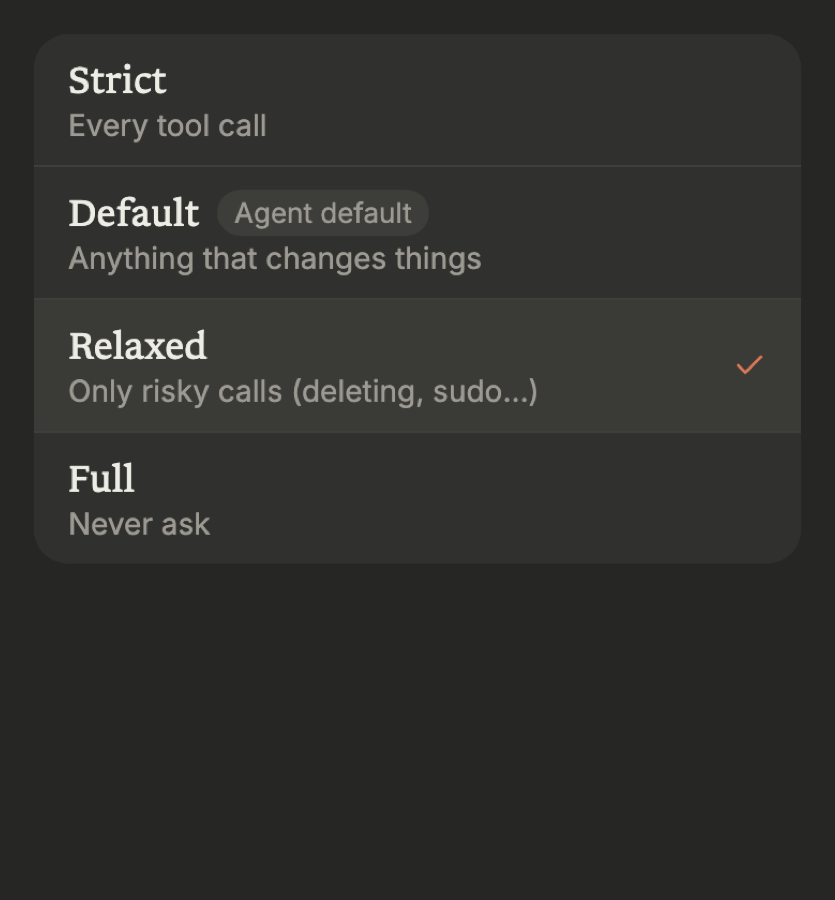 Strict
Every tool call
Default Agent default
Anything that changes things
Relaxed
Only risky calls (deleting, sudo...)
Full
Never ask